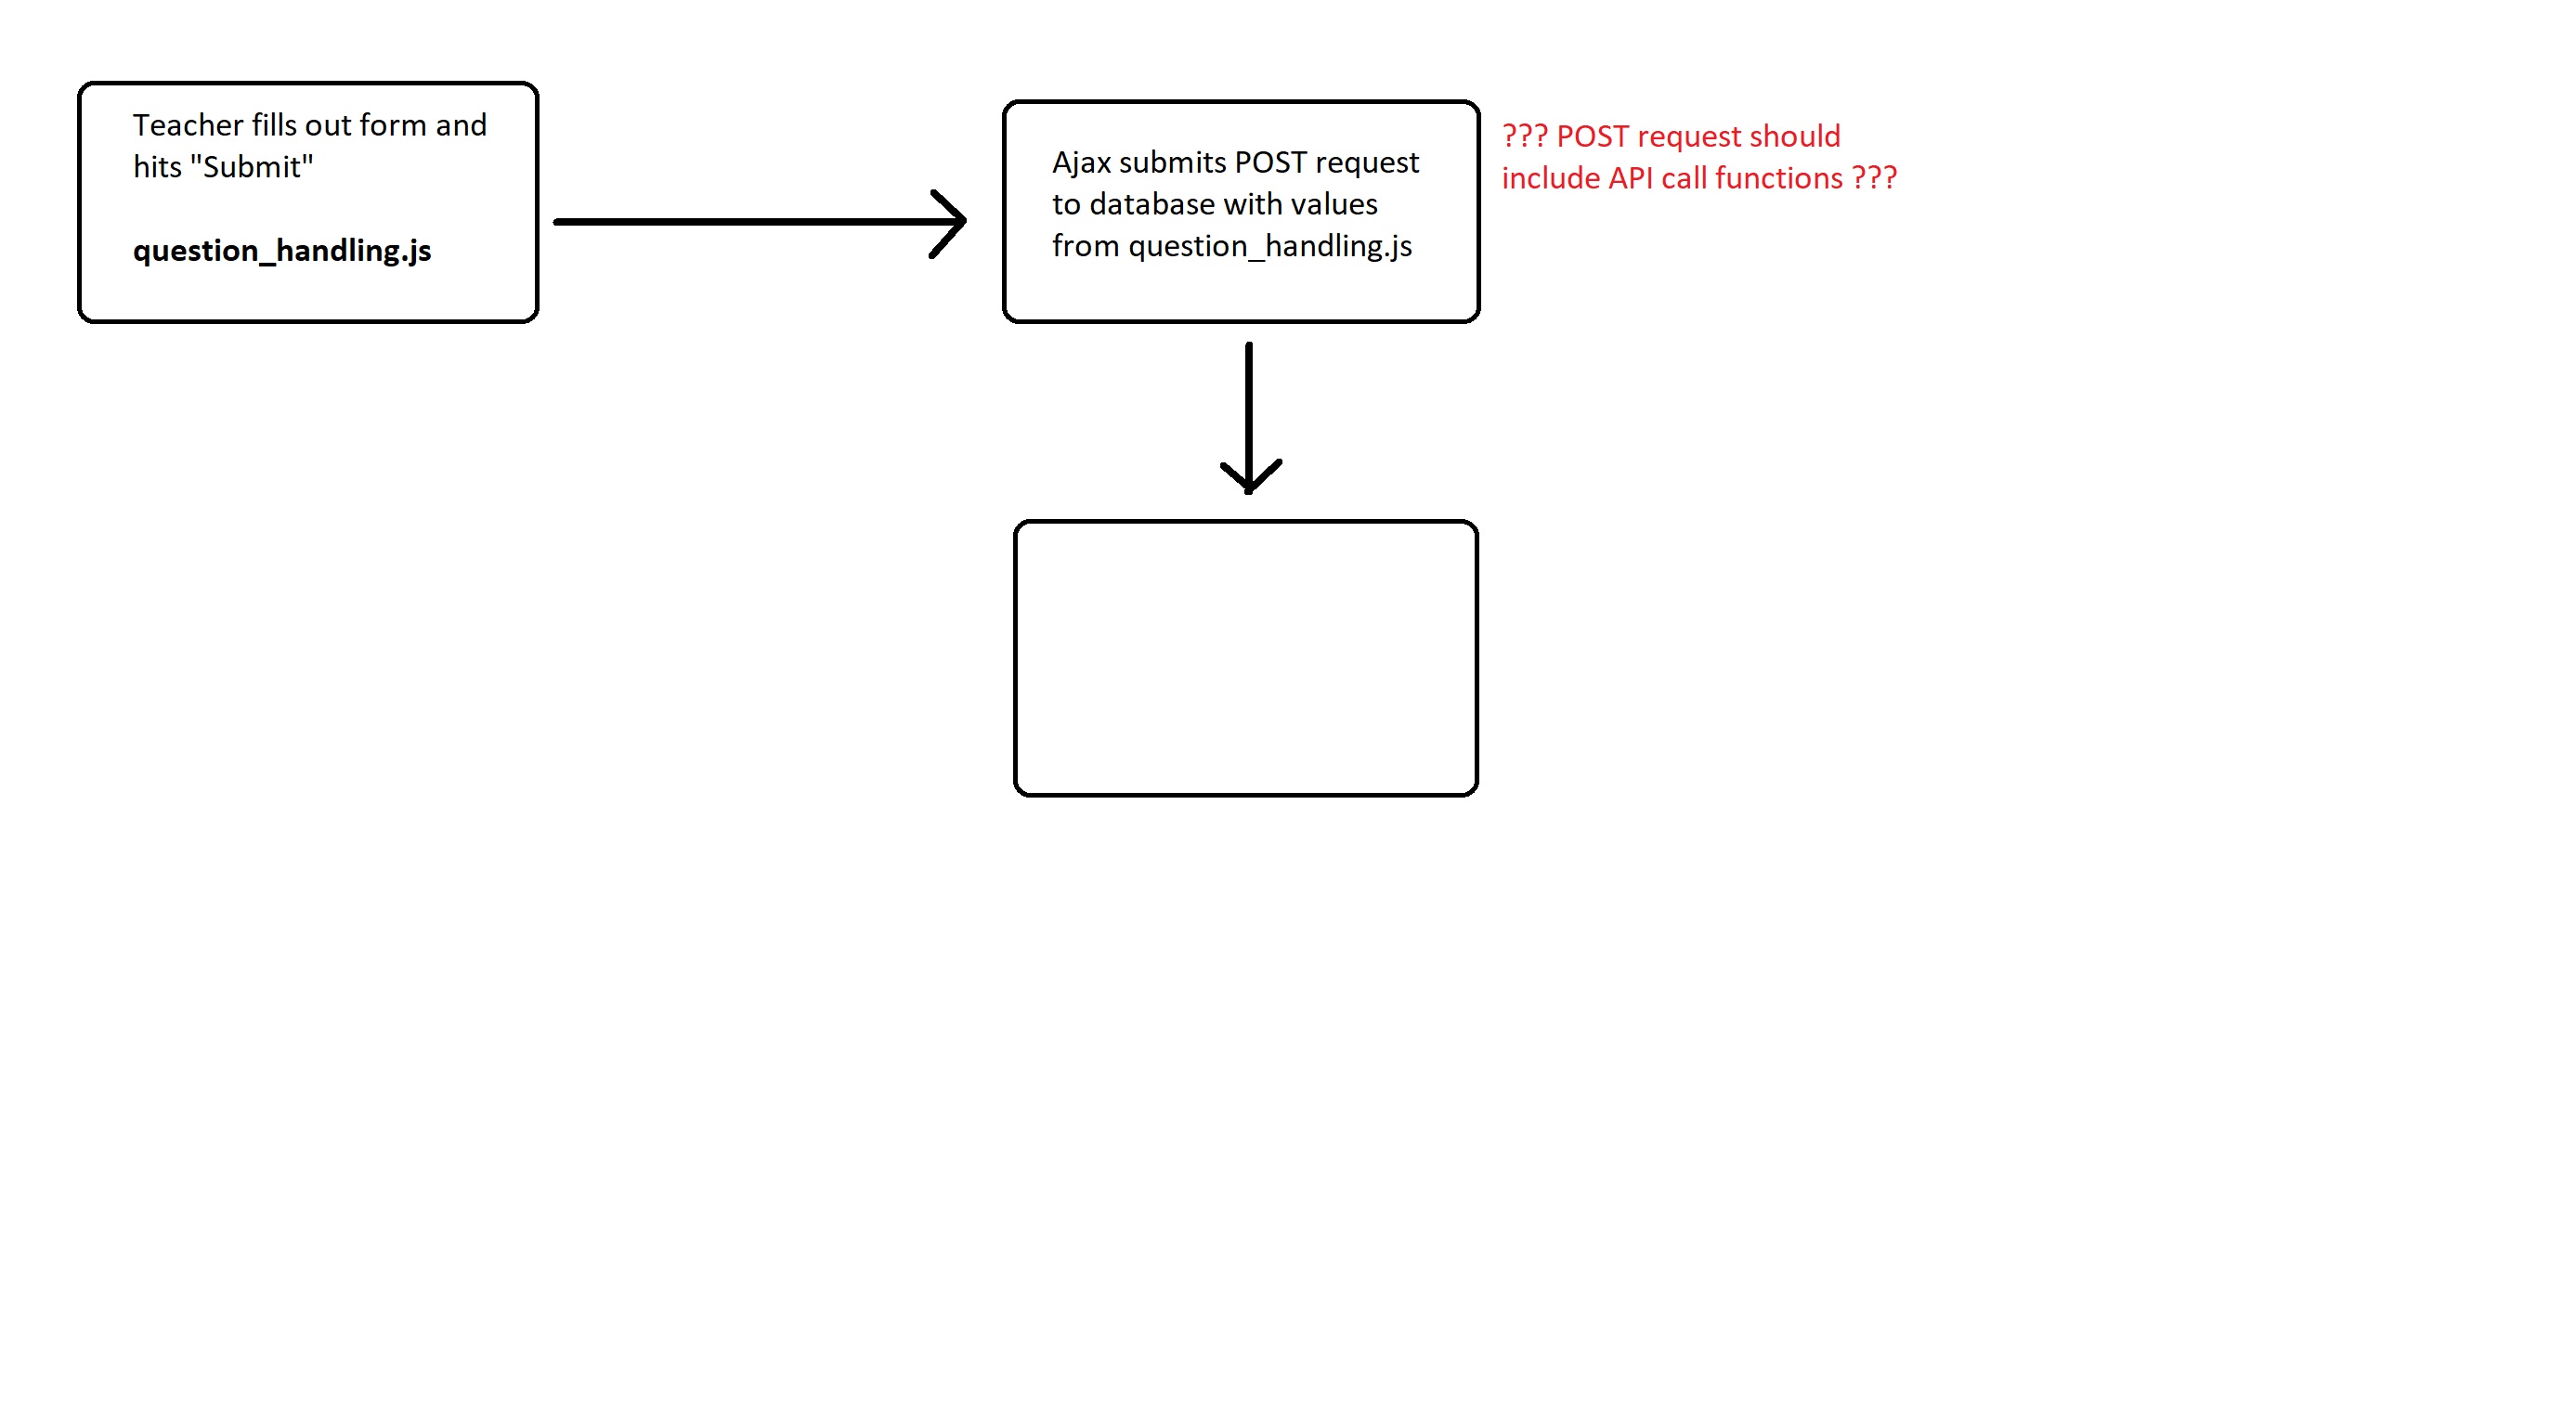 Teacher fills out form and
hits "Submit"
question_handling.js
Ajax submits POST request
to database with values
from question_handling.js
??? POST request should
include API call functions ???